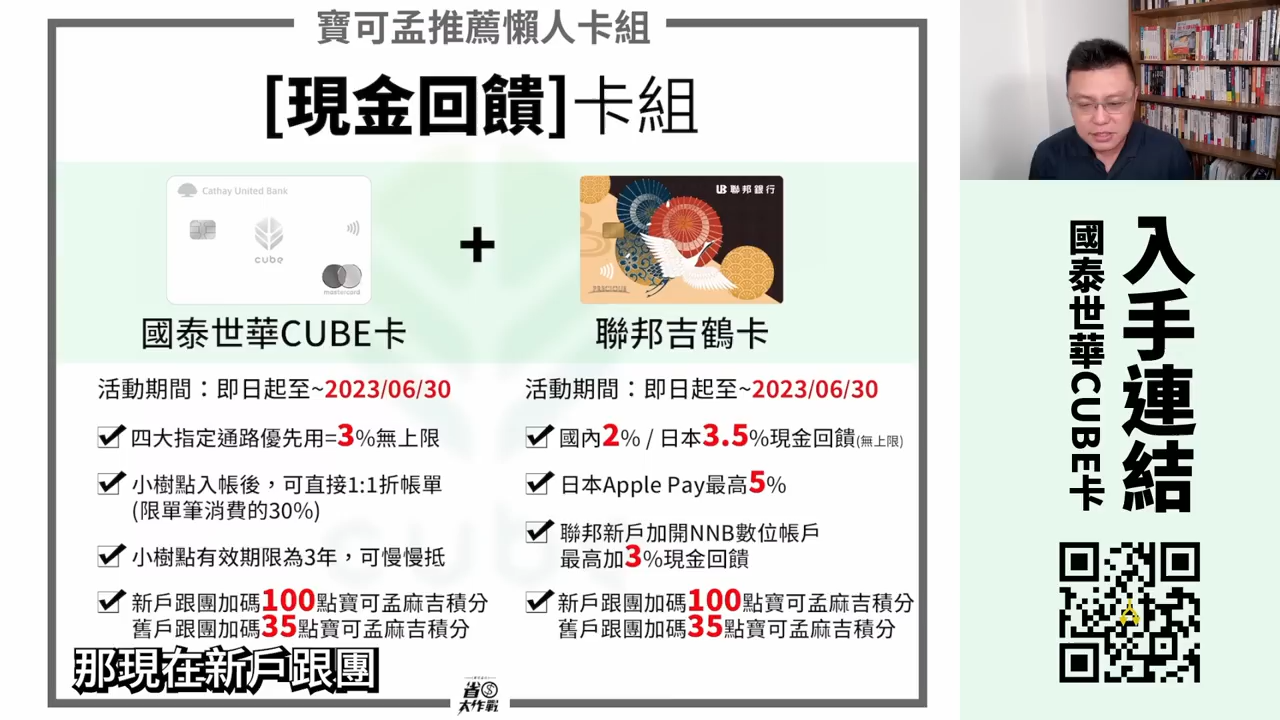 寶可孟推薦懶人卡組
[現金回饋]卡組
Cathay United Bank
cube
mastercard
+
聯邦銀行
PRECIOUS
國泰世華CUBE卡
聯邦吉鶴卡
活動期間：即日起至~2023/06/30
四大指定通路優先用=3%無上限
小樹點入帳後，可直接1:1折帳單
(限單筆消費的30%)
小樹點有效期限為3年，可慢慢抵
新戶跟團加碼100點寶可孟麻吉積分
舊戶跟團加碼35點寶可孟麻吉積分
活動期間：即日起至~2023/06/30
國內2% / 日本3.5%現金回饋(無上限)
日本Apple Pay最高5%
聯邦新戶加開NNB數位帳戶
最高加3%現金回饋
新戶跟團加碼100點寶可孟麻吉積分
舊戶跟團加碼35點寶可孟麻吉積分
那現在新戶跟團
省大作戰
入手連結
國泰世華CUBE卡